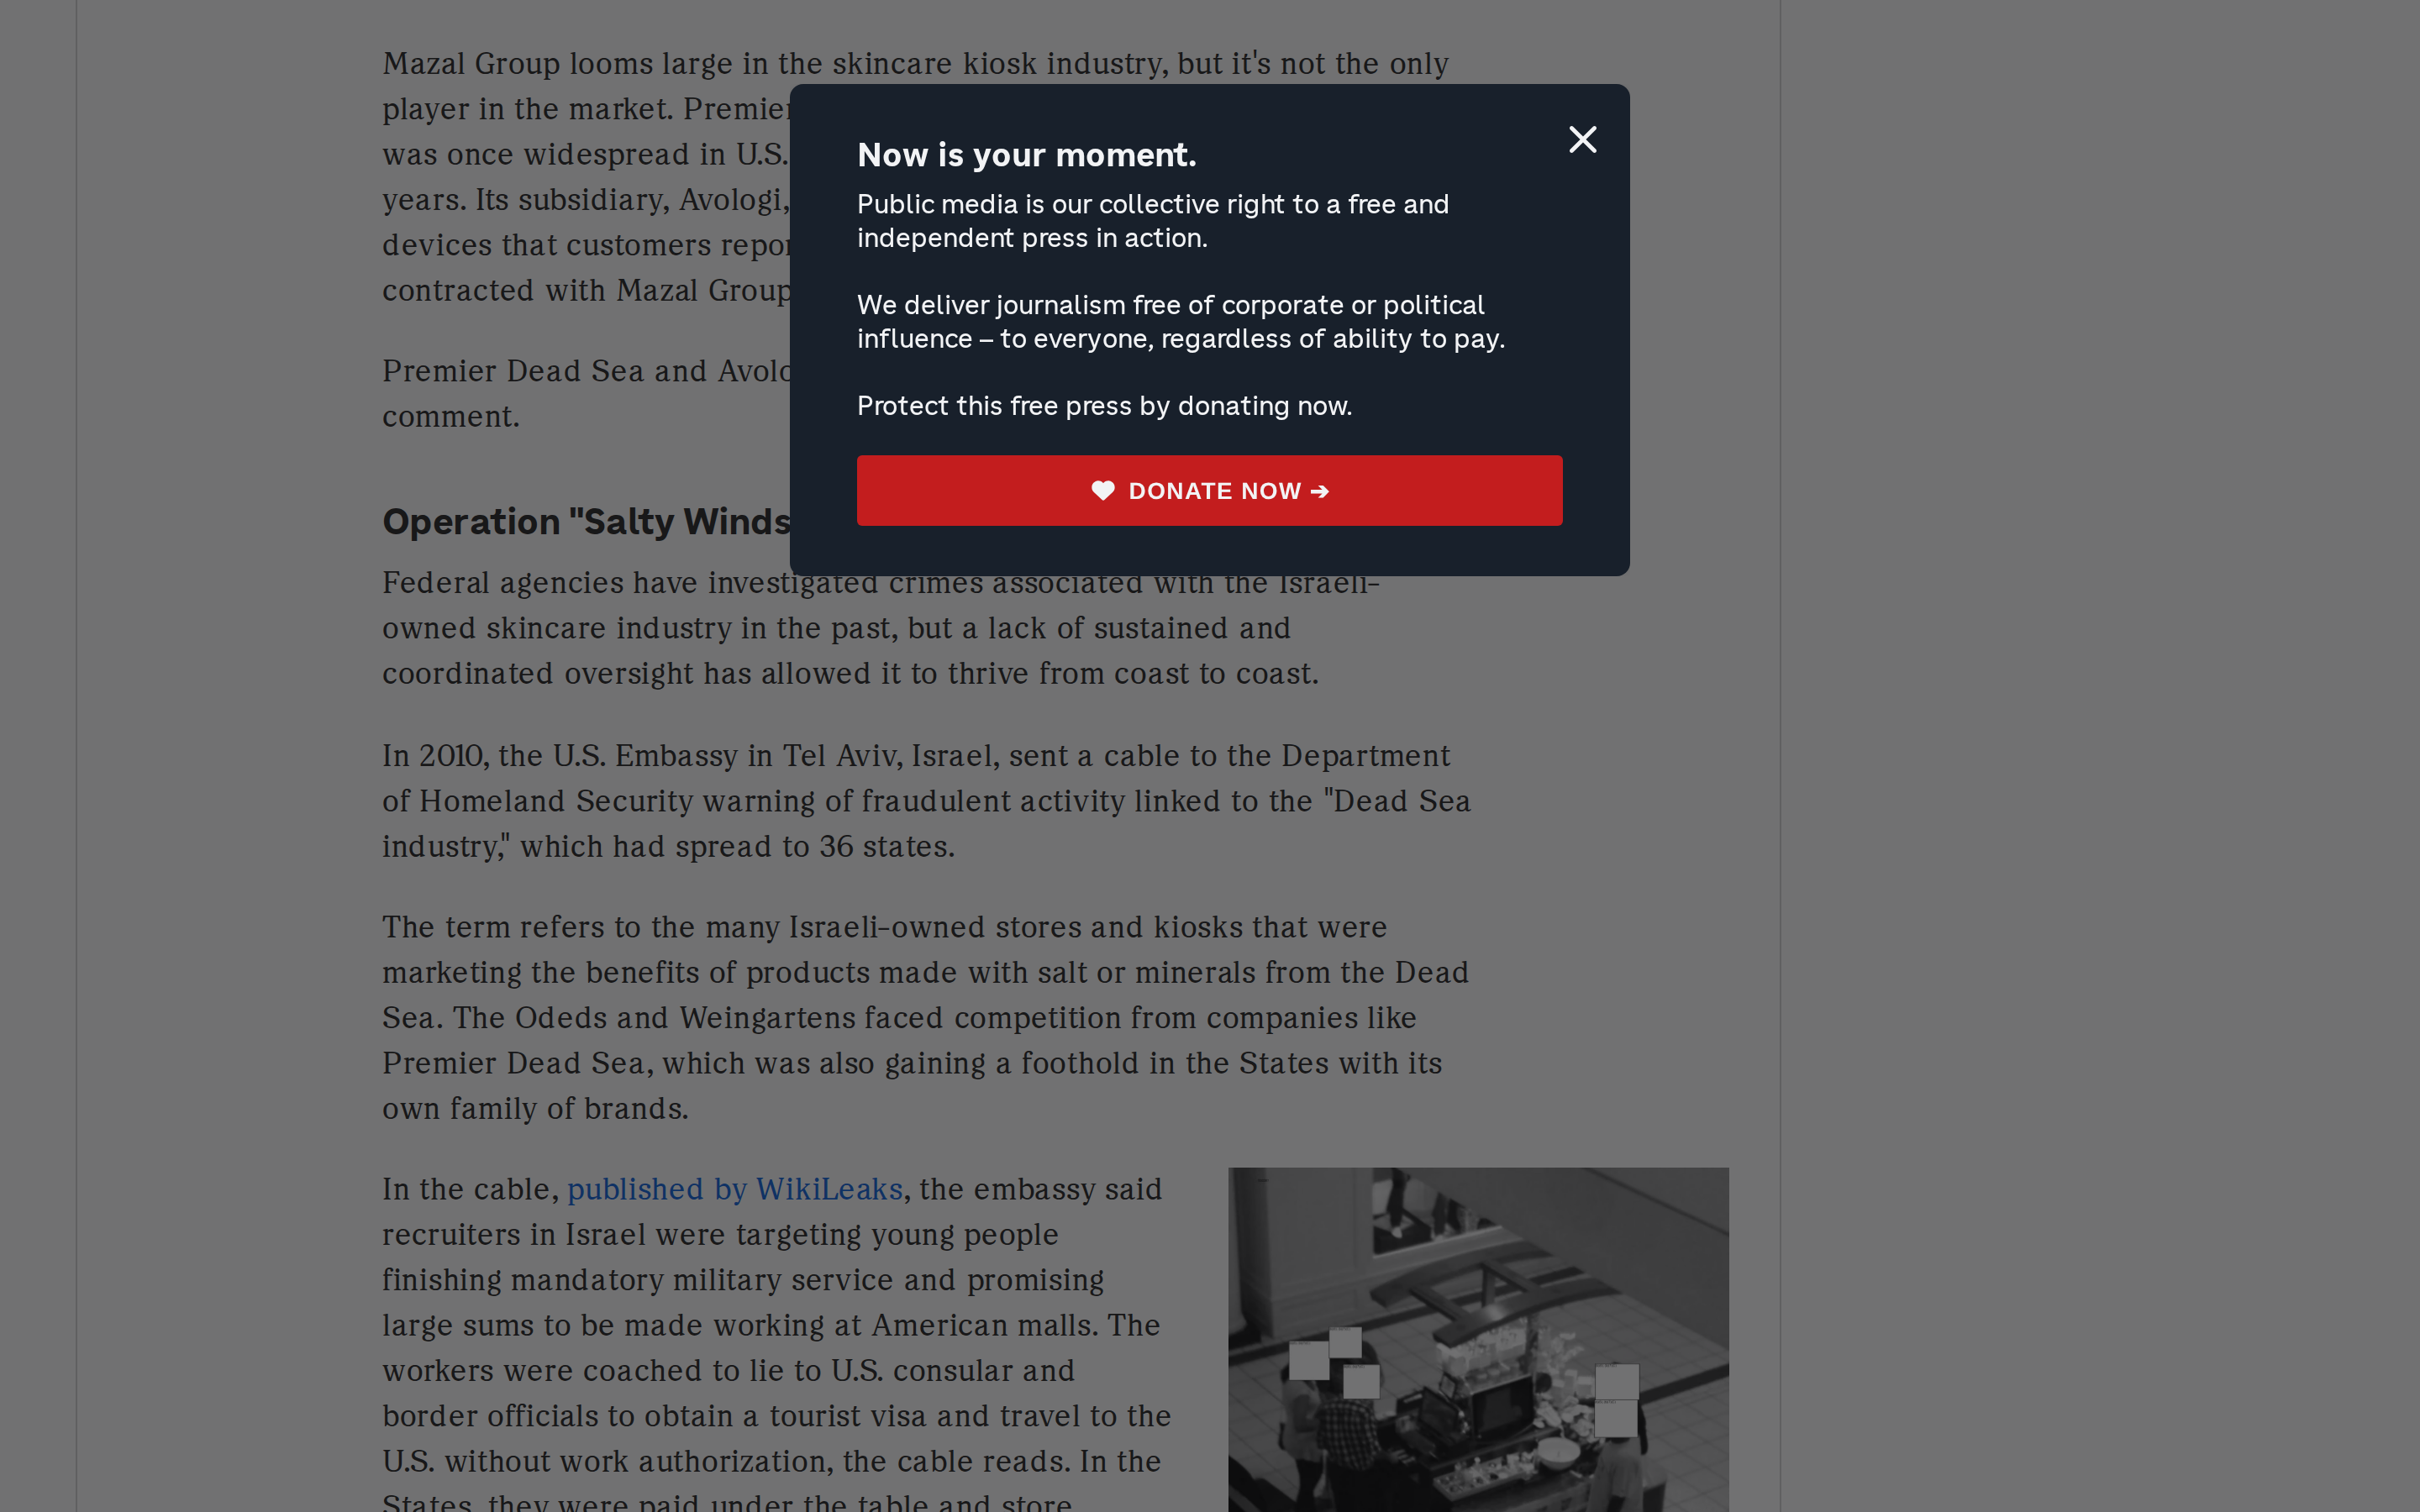 Mazal Group looms large in the skincare kiosk industry, but it's not the only
player in the market. Premier
was once widespread in U.S.
years. Its subsidiary, Avologi,
devices that customers
contracted with Mazal Group
Premier Dead Sea and
comment.
Operation "Salty Winds
Federal agencies have investigated crimes associated with the Israeli-
owned skincare industry in the past, but a lack of sustained and
coordinated oversight has allowed it to thrive from coast to coast.
In 2010, the U.S. Embassy in Tel Aviv, Israel, sent a cable to the Department
of Homeland Security warning of fraudulent activity linked to the "Dead Sea
industry," which had spread to 36 states.
The term refers to the many Israeli-owned stores and kiosks that were
marketing the benefits of products made with salt or minerals from the Dead
Sea. The Odeds and Weingartens faced competition from companies like
Premier Dead Sea, which was also gaining a foothold in the States with its
own family of brands.
In the cable, published by WikiLeaks, the embassy said
recruiters in Israel were targeting young people
finishing mandatory military service and promising
large sums to be made working at American malls. The
workers were coached to lie to U.S. consular and
border officials to obtain a tourist visa and travel to the
U.S. without work authorization, the cable reads. In the
States, they were paid under the table and store
Now is your moment.
Public media is our collective right to a free and
independent press in action.
We deliver journalism free of corporate or political
influence – to everyone, regardless of ability to pay.
Protect this free press by donating now.
DONATE NOW ➔